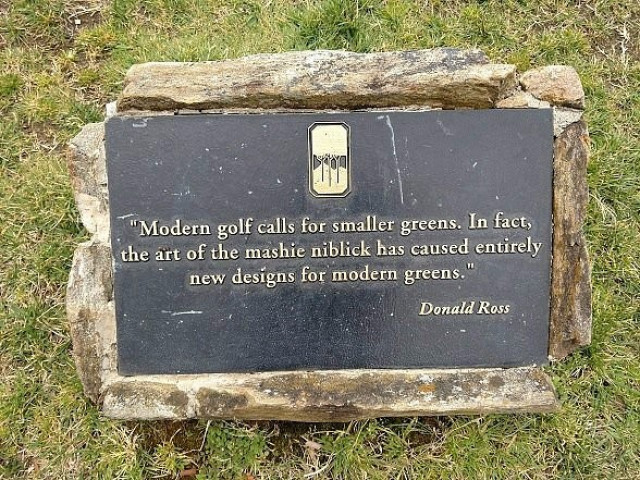 "Modern golf calls for smaller greens. In fact,
the art of the mashie niblick has caused entirely
new designs for modern greens."
Donald Ross